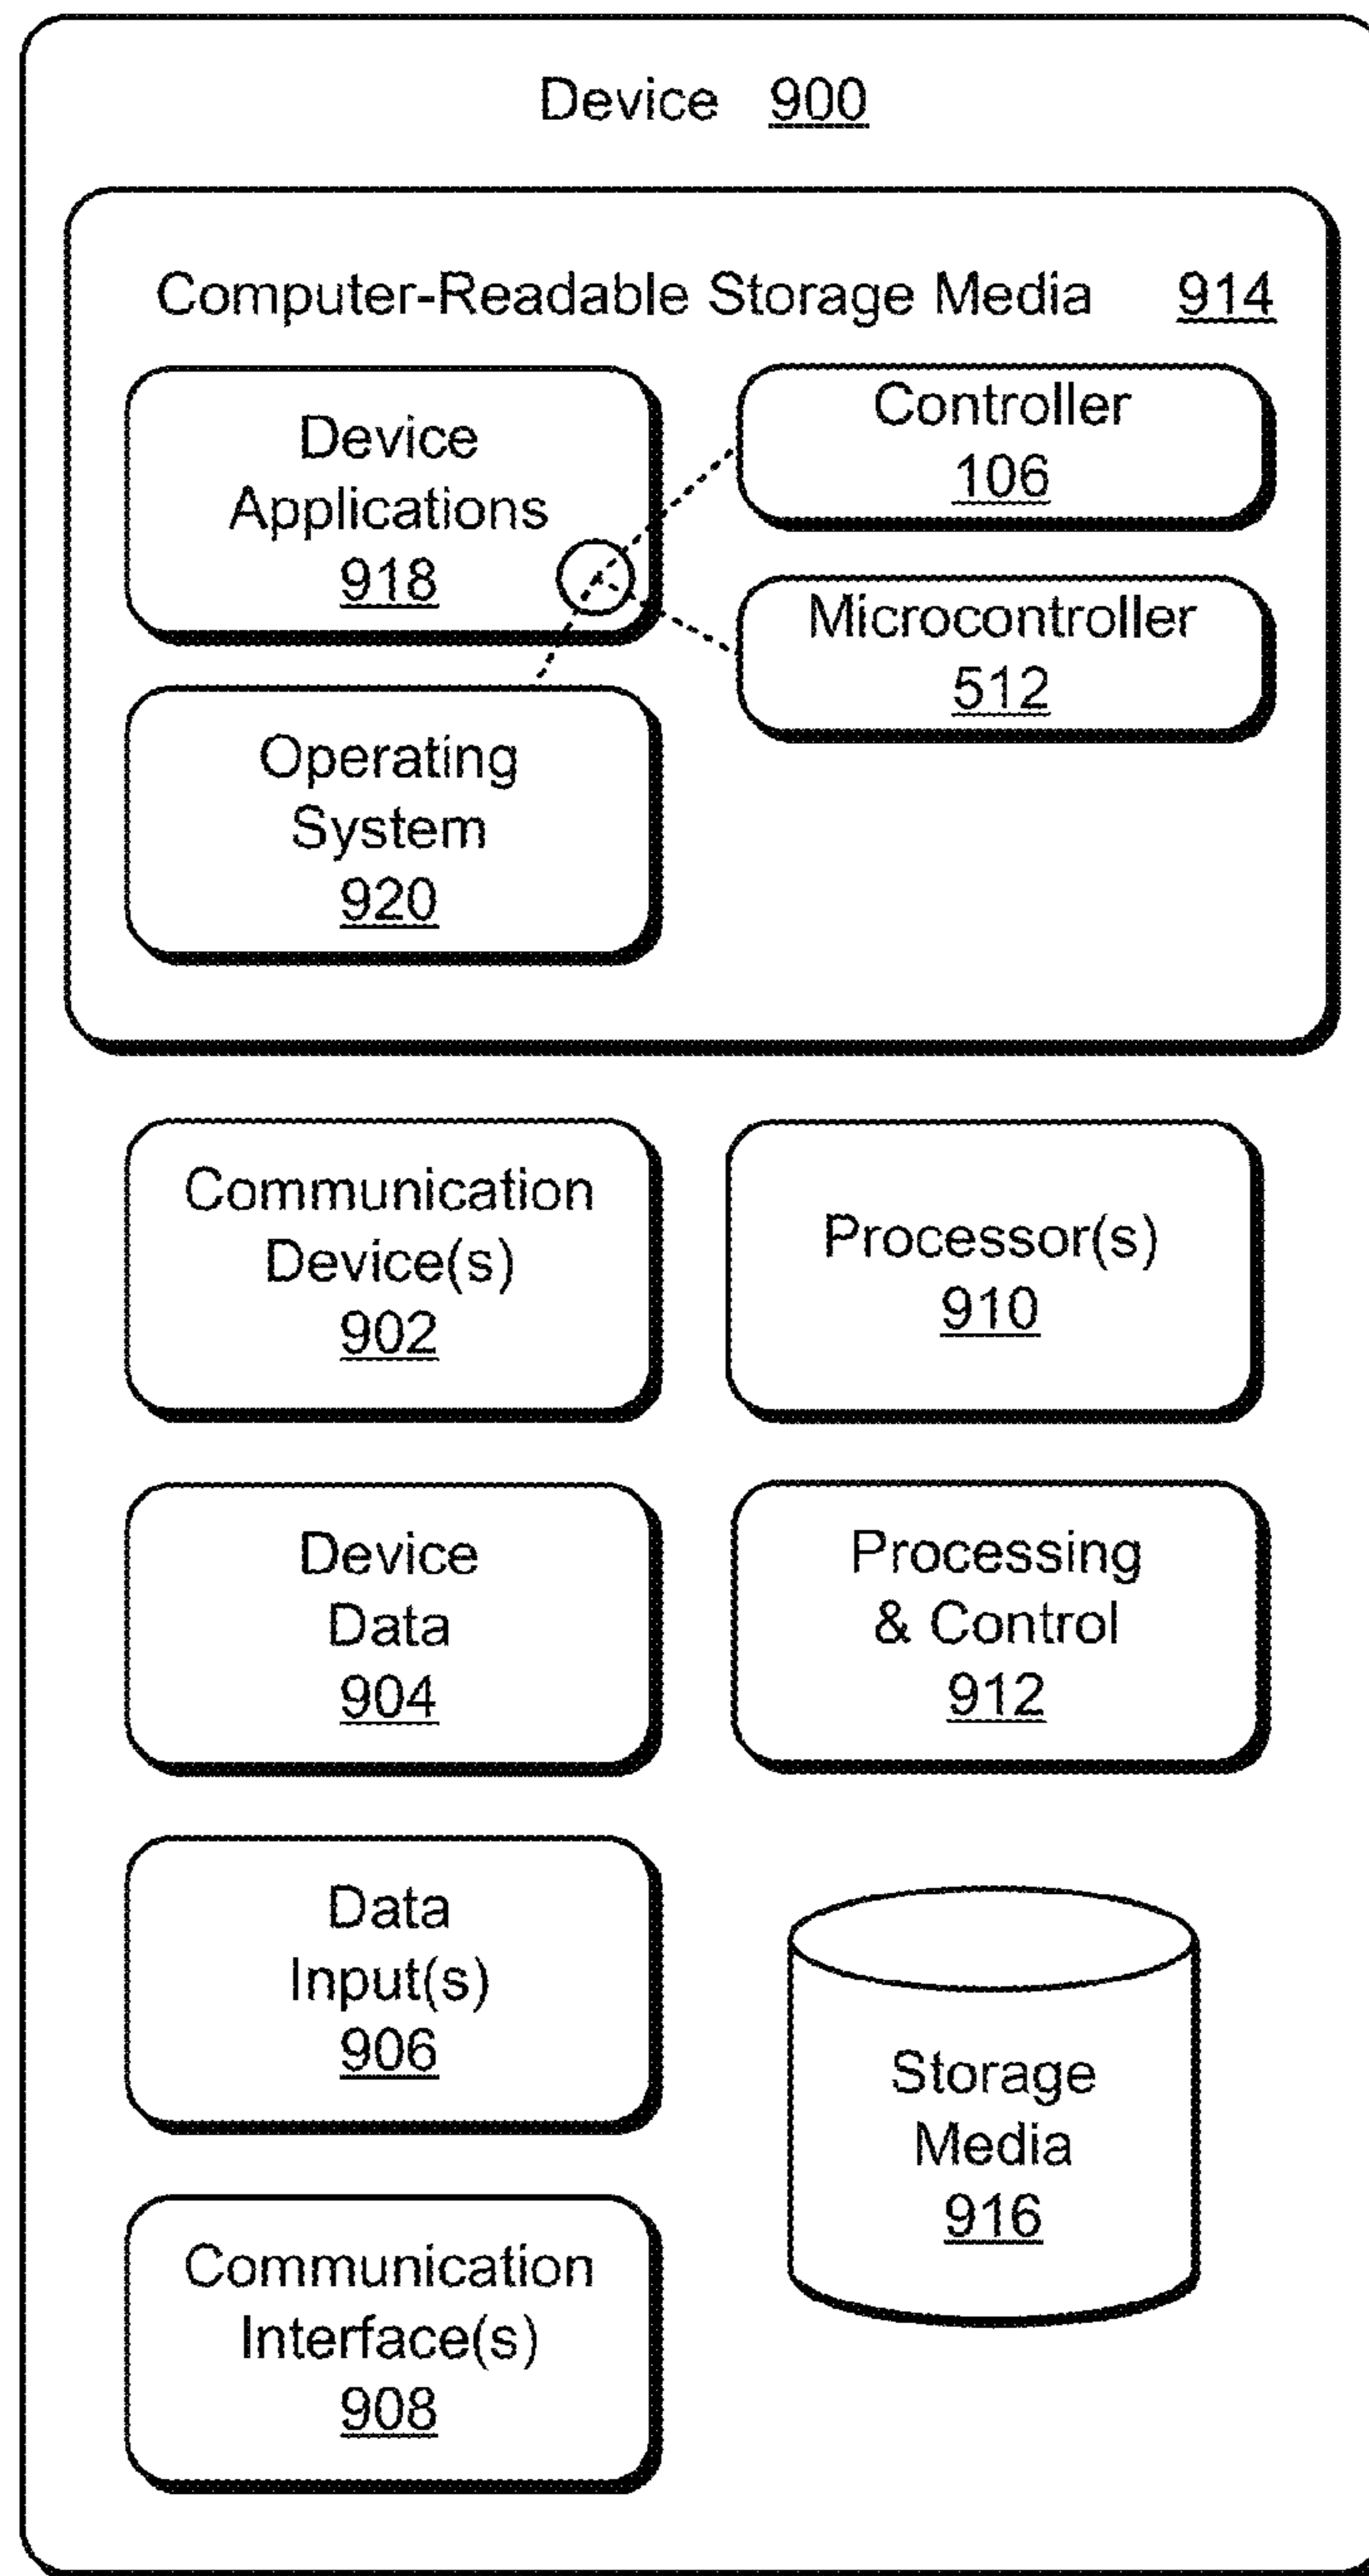 Device 900
Computer-Readable Storage Media 914
Device
Applications
918
Controller
106
Microcontroller
512
Operating
System
920
Communication
Device(s)
902
Processor(s)
910
Device
Data
904
Processing
& Control
912
Data
Input(s)
906
Storage
Media
916
Communication
Interface(s)
908